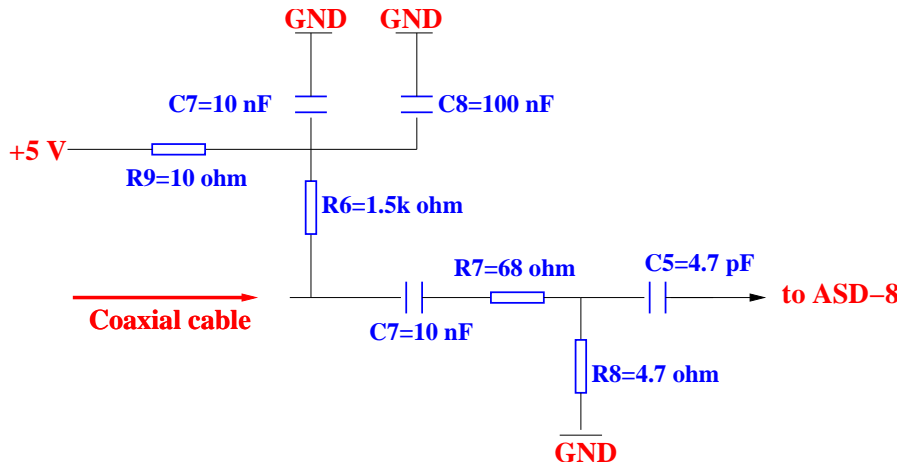 GND
GND
C7=10 nF
C8=100 nF
+5 V
R9=10 ohm
R6=1.5k ohm
R7=68 ohm
C5=4.7 pF
to ASD−8
Coaxial cable
C7=10 nF
R8=4.7 ohm
GND